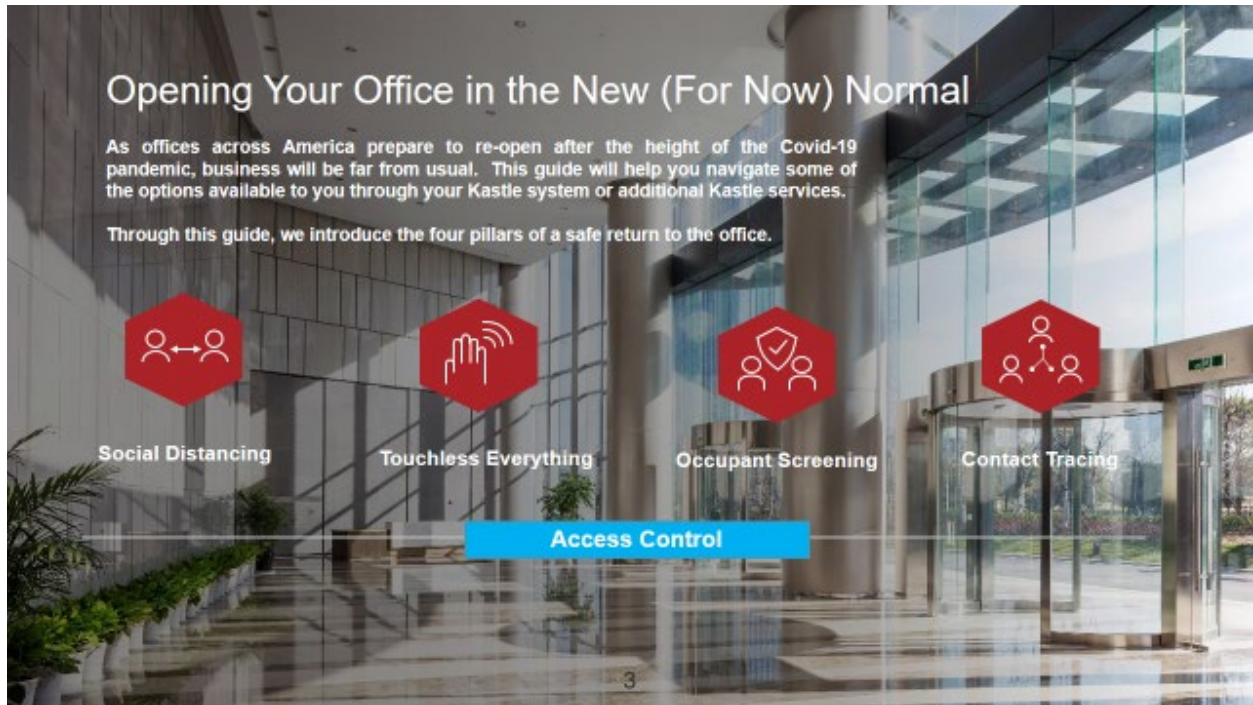 Opening Your Office in the New (For Now) Normal
As offices across America prepare to re-open after the height of the Covid-19
pandemic, business will be far from usual. This guide will help you navigate some of
the options available to you through your Kastle system or additional Kastle services.
Through this guide, we introduce the four pillars of a safe return to the office.
Social Distancing
Touchless Everything
Occupant Screening
Contact Tracing
Access Control
3